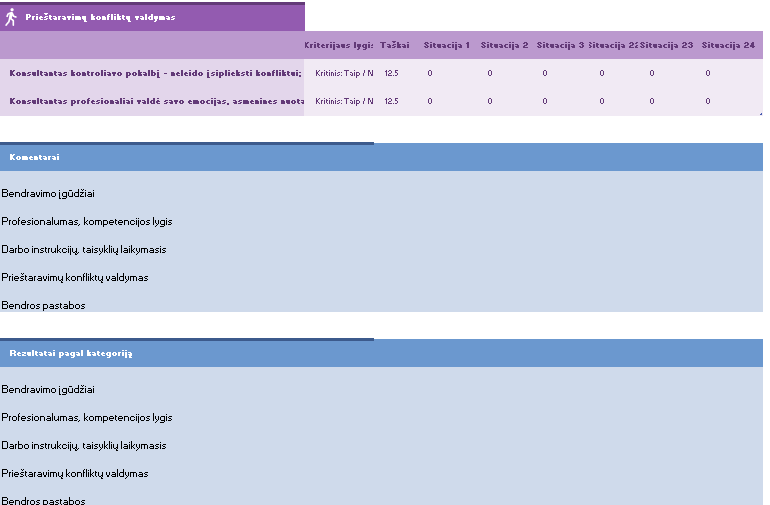 Prieštaravimų konfliktų valdymas
Kriterijaus lygis Taškai Situacija 1 Situacija 2 Situacija 3 Situacija 22 Situacija 23 Situacija 24
Konsultantas kontroliavo pokalbį - neleido įsiplieksti konfliktui; Kritinis: Taip / N 12.5 0 0 0 0 0 0
Konsultantas profesionaliai valdė savo emocijas, asmenines nuota Kritinis: Taip / N 12.5 0 0 0 0 0 0
Komentarai
Bendravimo įgūdžiai
Profesionalumas, kompetencijos lygis
Darbo instrukcijų, taisyklių laikymasis
Prieštaravimų konfliktų valdymas
Bendros pastabos
Rezultatai pagal kategoriją
Bendravimo įgūdžiai
Profesionalumas, kompetencijos lygis
Darbo instrukcijų, taisyklių laikymasis
Prieštaravimų konfliktų valdymas
Bendros pastabos